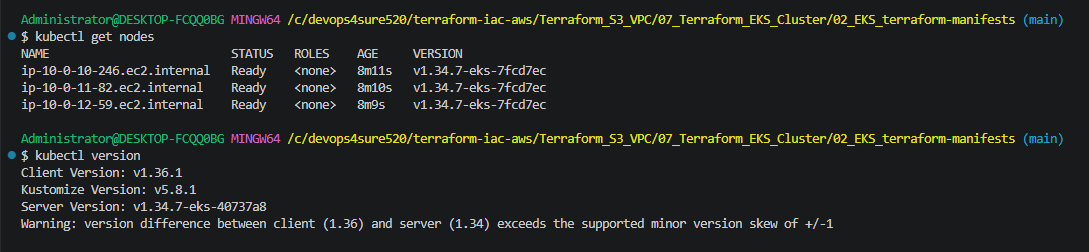 Administrator@DESKTOP-FCQQ0BG MINGW64 /c/devops4sure520/terraform-iac-aws/Terraform_S3_VPC/07_Terraform_EKS_Cluster/02_EKS_terraform-manifests (main)
$ kubectl get nodes
NAME                          STATUS   ROLES    AGE     VERSION
ip-10-0-10-246.ec2.internal   Ready    <none>   8m11s   v1.34.7-eks-7fcd7ec
ip-10-0-11-82.ec2.internal    Ready    <none>   8m10s   v1.34.7-eks-7fcd7ec
ip-10-0-12-59.ec2.internal    Ready    <none>   8m9s    v1.34.7-eks-7fcd7ec
Administrator@DESKTOP-FCQQ0BG MINGW64 /c/devops4sure520/terraform-iac-aws/Terraform_S3_VPC/07_Terraform_EKS_Cluster/02_EKS_terraform-manifests (main)
$ kubectl version
Client Version: v1.36.1
Kustomize Version: v5.8.1
Server Version: v1.34.7-eks-40737a8
Warning: version difference between client (1.36) and server (1.34) exceeds the supported minor version skew of +/-1